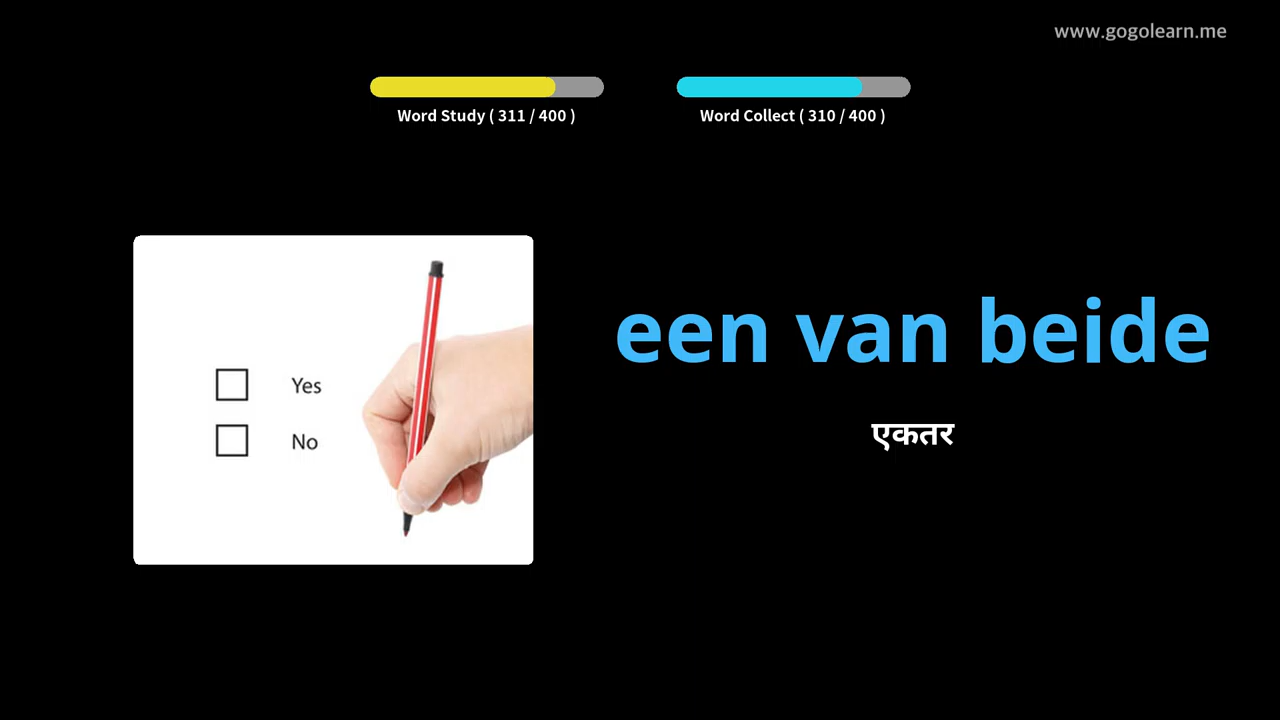 www.gogolearn.me
Word Study ( 311 / 400 )
Word Collect ( 310 / 400 )
Yes
No
een van beide
एकतर